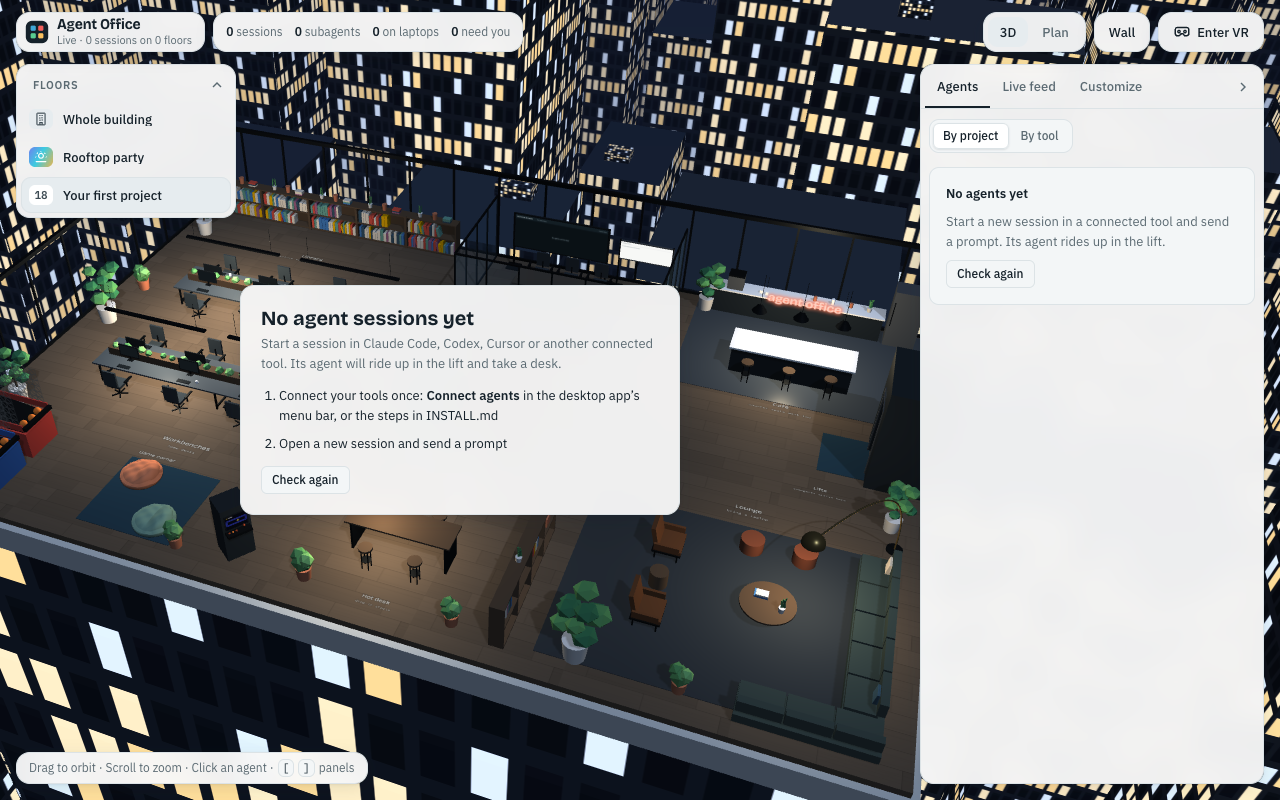 Agent Office
Live · 0 sessions on 0 floors
0 sessions 0 subagents 0 on laptops 0 need you
3D Plan
Wall
Enter VR
FLOORS
Whole building
Rooftop party
18 Your first project
Agents Live feed Customize
By project By tool
No agents yet
Start a new session in a connected tool and send
a prompt. Its agent rides up in the lift.
Check again
agent office
No agent sessions yet
Start a session in Claude Code, Codex, Cursor or another connected
tool. Its agent will ride up in the lift and take a desk.
1. Connect your tools once: Connect agents in the desktop app’s
menu bar, or the steps in INSTALL.md
2. Open a new session and send a prompt
Check again
Workbenches
Lounge
Hot desk
Drag to orbit · Scroll to zoom · Click an agent · [ ] panels